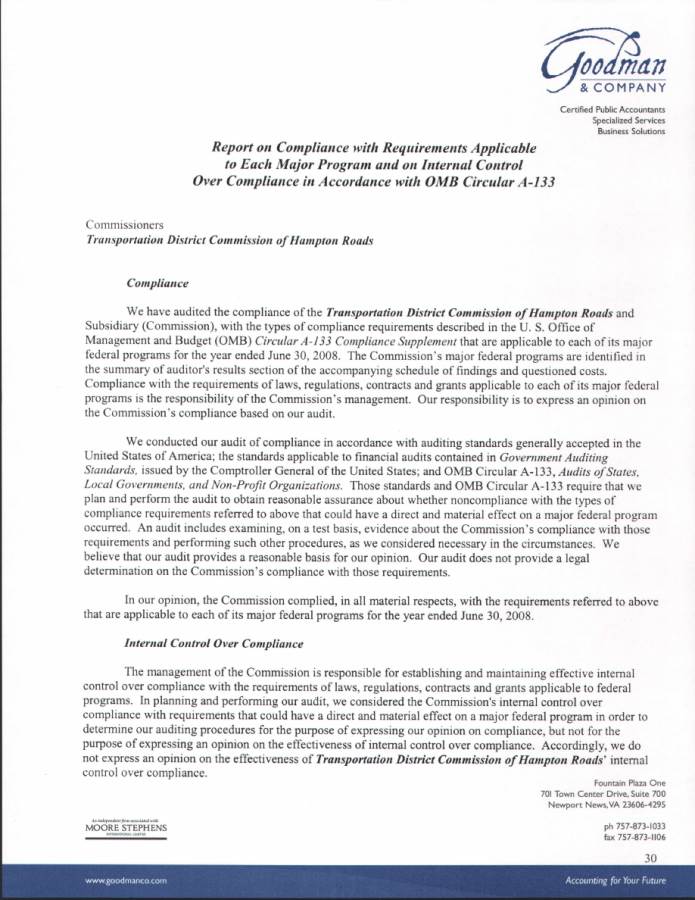 Goodman
& COMPANY
Certified Public Accountants
Specialized Services
Business Solutions
Report on Compliance with Requirements Applicable
to Each Major Program and on Internal Control
Over Compliance in Accordance with OMB Circular A-133
Commissioners
Transportation District Commission of Hampton Roads
Compliance
We have audited the compliance of the Transportation District Commission of Hampton Roads and
Subsidiary (Commission), with the types of compliance requirements described in the U. S. Office of
Management and Budget (OMB) Circular A-133 Compliance Supplement that are applicable to each of its major
federal programs for the year ended June 30, 2008. The Commission's major federal programs are identified in
the summary of auditor's results section of the accompanying schedule of findings and questioned costs.
Compliance with the requirements of laws, regulations, contracts and grants applicable to each of its major federal
programs is the responsibility of the Commission's management. Our responsibility is to express an opinion on
the Commission's compliance based on our audit.
We conducted our audit of compliance in accordance with auditing standards generally accepted in the
United States of America; the standards applicable to financial audits contained in Government Auditing
Standards, issued by the Comptroller General of the United States; and OMB Circular A-133, Audits of States,
Local Governments, and Non-Profit Organizations. Those standards and OMB Circular A-133 require that we
plan and perform the audit to obtain reasonable assurance about whether noncompliance with the types of
compliance requirements referred to above that could have a direct and material effect on a major federal program
occurred. An audit includes examining, on a test basis, evidence about the Commission's compliance with those
requirements and performing such other procedures, as we considered necessary in the circumstances. We
believe that our audit provides a reasonable basis for our opinion. Our audit does not provide a legal
determination on the Commission's compliance with those requirements.
In our opinion, the Commission complied, in all material respects, with the requirements referred to above
that are applicable to each of its major federal programs for the year ended June 30, 2008.
Internal Control Over Compliance
The management of the Commission is responsible for establishing and maintaining effective internal
control over compliance with the requirements of laws, regulations, contracts and grants applicable to federal
programs. In planning and performing our audit, we considered the Commission's internal control over
compliance with requirements that could have a direct and material effect on a major federal program in order to
determine our auditing procedures for the purpose of expressing our opinion on compliance, but not for the
purpose of expressing an opinion on the effectiveness of internal control over compliance. Accordingly, we do
not express an opinion on the effectiveness of Transportation District Commission of Hampton Roads' internal
control over compliance.
Fountain Plaza One
701 Town Center Drive, Suite 700
Newport News, VA 23606-4295
An independent firm associated with
MOORE STEPHENS
INTERNATIONAL LIMITED
ph 757-873-1033
fax 757-873-1106
30
www.goodmanco.com
Accounting for Your Future